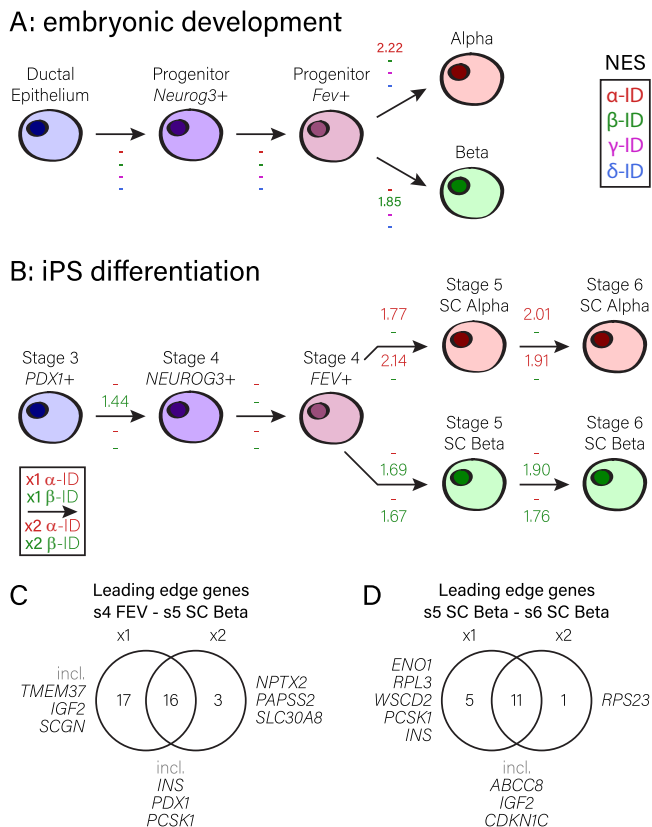 A: embryonic development
Ductal
Epithelium
Progenitor
Neurog3+
Progenitor
Fev+
2.22
-
-
-
Alpha
NES
α-ID
β-ID
γ-ID
δ-ID
-
-
-
-
-
-
-
-
Beta
-
1.85
-
-
B: iPS differentiation
Stage 3
PDX1+
Stage 4
NEUROG3+
Stage 4
FEV+
Stage 5
SC Alpha
Stage 6
SC Alpha
-
1.44
-
-
-
-
-
-
1.77
-
2.14
-
2.01
-
1.91
-
Stage 5
SC Beta
Stage 6
SC Beta
-
1.69
-
1.67
-
1.90
-
1.76
x1 α-ID
x1 β-ID
x2 α-ID
x2 β-ID
C
Leading edge genes
s4 FEV - s5 SC Beta
x1
x2
incl.
TMEM37
IGF2
SCGN
17
16
3
NPTX2
PAPSS2
SLC30A8
incl.
INS
PDX1
PCSK1
D
Leading edge genes
s5 SC Beta - s6 SC Beta
x1
x2
ENO1
RPL3
WSCD2
PCSK1
INS
5
11
1
RPS23
incl.
ABCC8
IGF2
CDKN1C